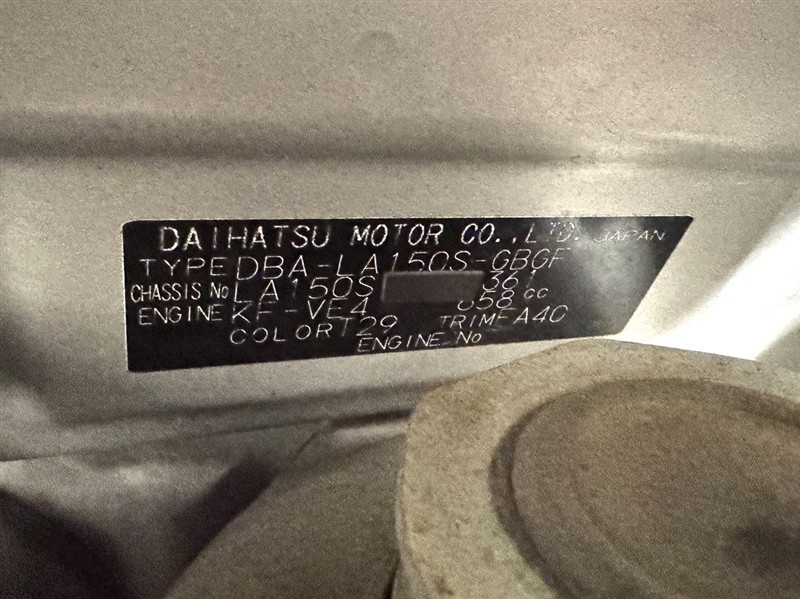 DAIHATSU MOTOR CO.,LTD. JAPAN
TYPE DBA-LA150S-GBGF
CHASSIS No LA150S 361
ENGINE KF-VE4 658 CC
COLOR T29 TRIM FA40
ENGINE No